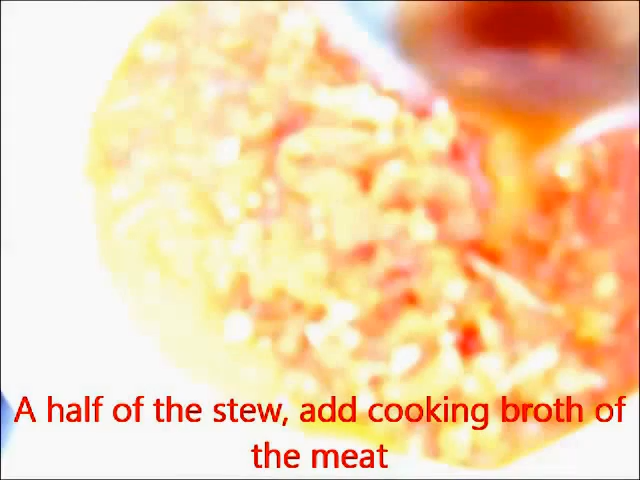 A half of the stew, add cooking broth of
the meat